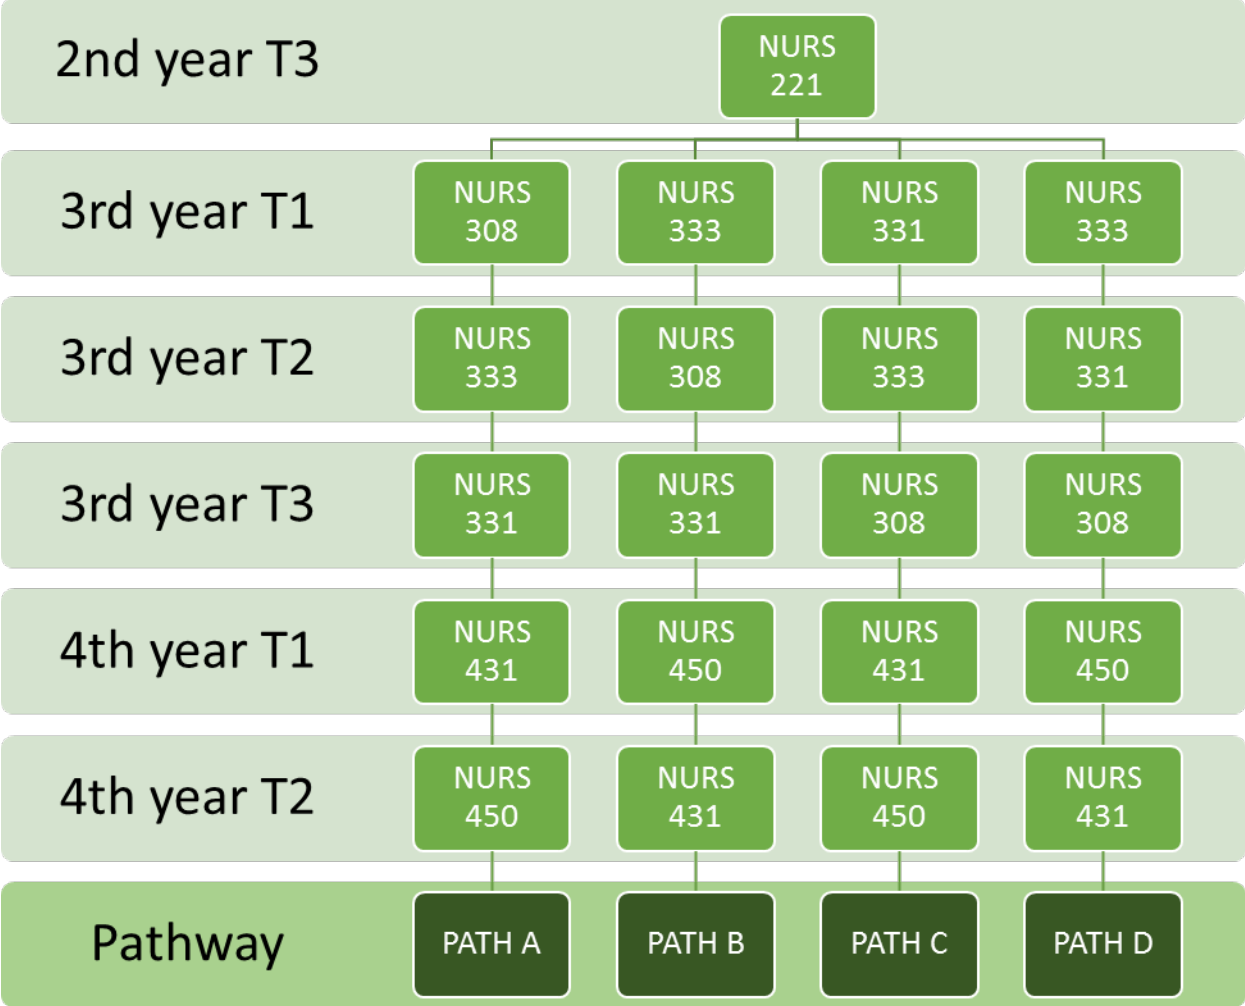 2nd year T3
NURS
221
3rd year T1
NURS
308
NURS
333
NURS
331
NURS
333
3rd year T2
NURS
333
NURS
308
NURS
333
NURS
331
3rd year T3
NURS
331
NURS
331
NURS
308
NURS
308
4th year T1
NURS
431
NURS
450
NURS
431
NURS
450
4th year T2
NURS
450
NURS
431
NURS
450
NURS
431
Pathway
PATH A
PATH B
PATH C
PATH D